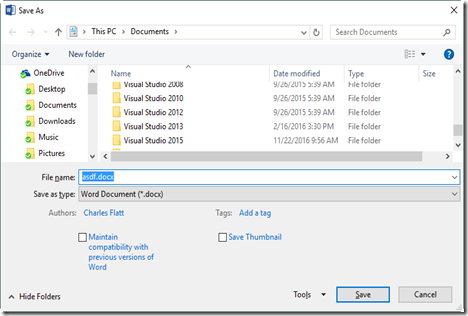 Save As
This PC > Documents >
Search Documents
Organize
New folder
OneDrive
Desktop
Documents
Downloads
Music
Pictures
Name Date modified Type Size
Visual Studio 2008 9/26/2015 5:39 AM File folder
Visual Studio 2010 9/26/2015 5:39 AM File folder
Visual Studio 2012 9/26/2015 5:39 AM File folder
Visual Studio 2013 2/16/2016 3:30 PM File folder
Visual Studio 2015 11/22/2016 9:56 AM File folder
File name: asdf.docx
Save as type: Word Document (*.docx)
Authors: Charles Flatt
Tags: Add a tag
Maintain
compatibility with
previous versions of
Word
Save Thumbnail
Hide Folders
Tools
Save
Cancel